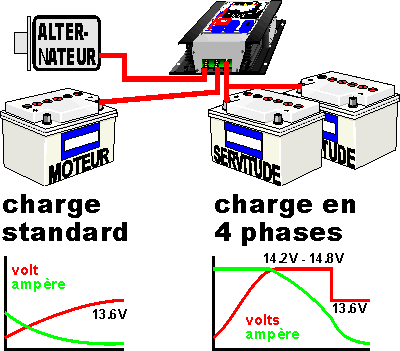 ALTER-
NATEUR
MOTEUR
SERVITUDE
TUDE
charge
standard
charge en
4 phases
volt
ampère
13.6V
14.2V - 14.8V
13.6V
volts
ampère